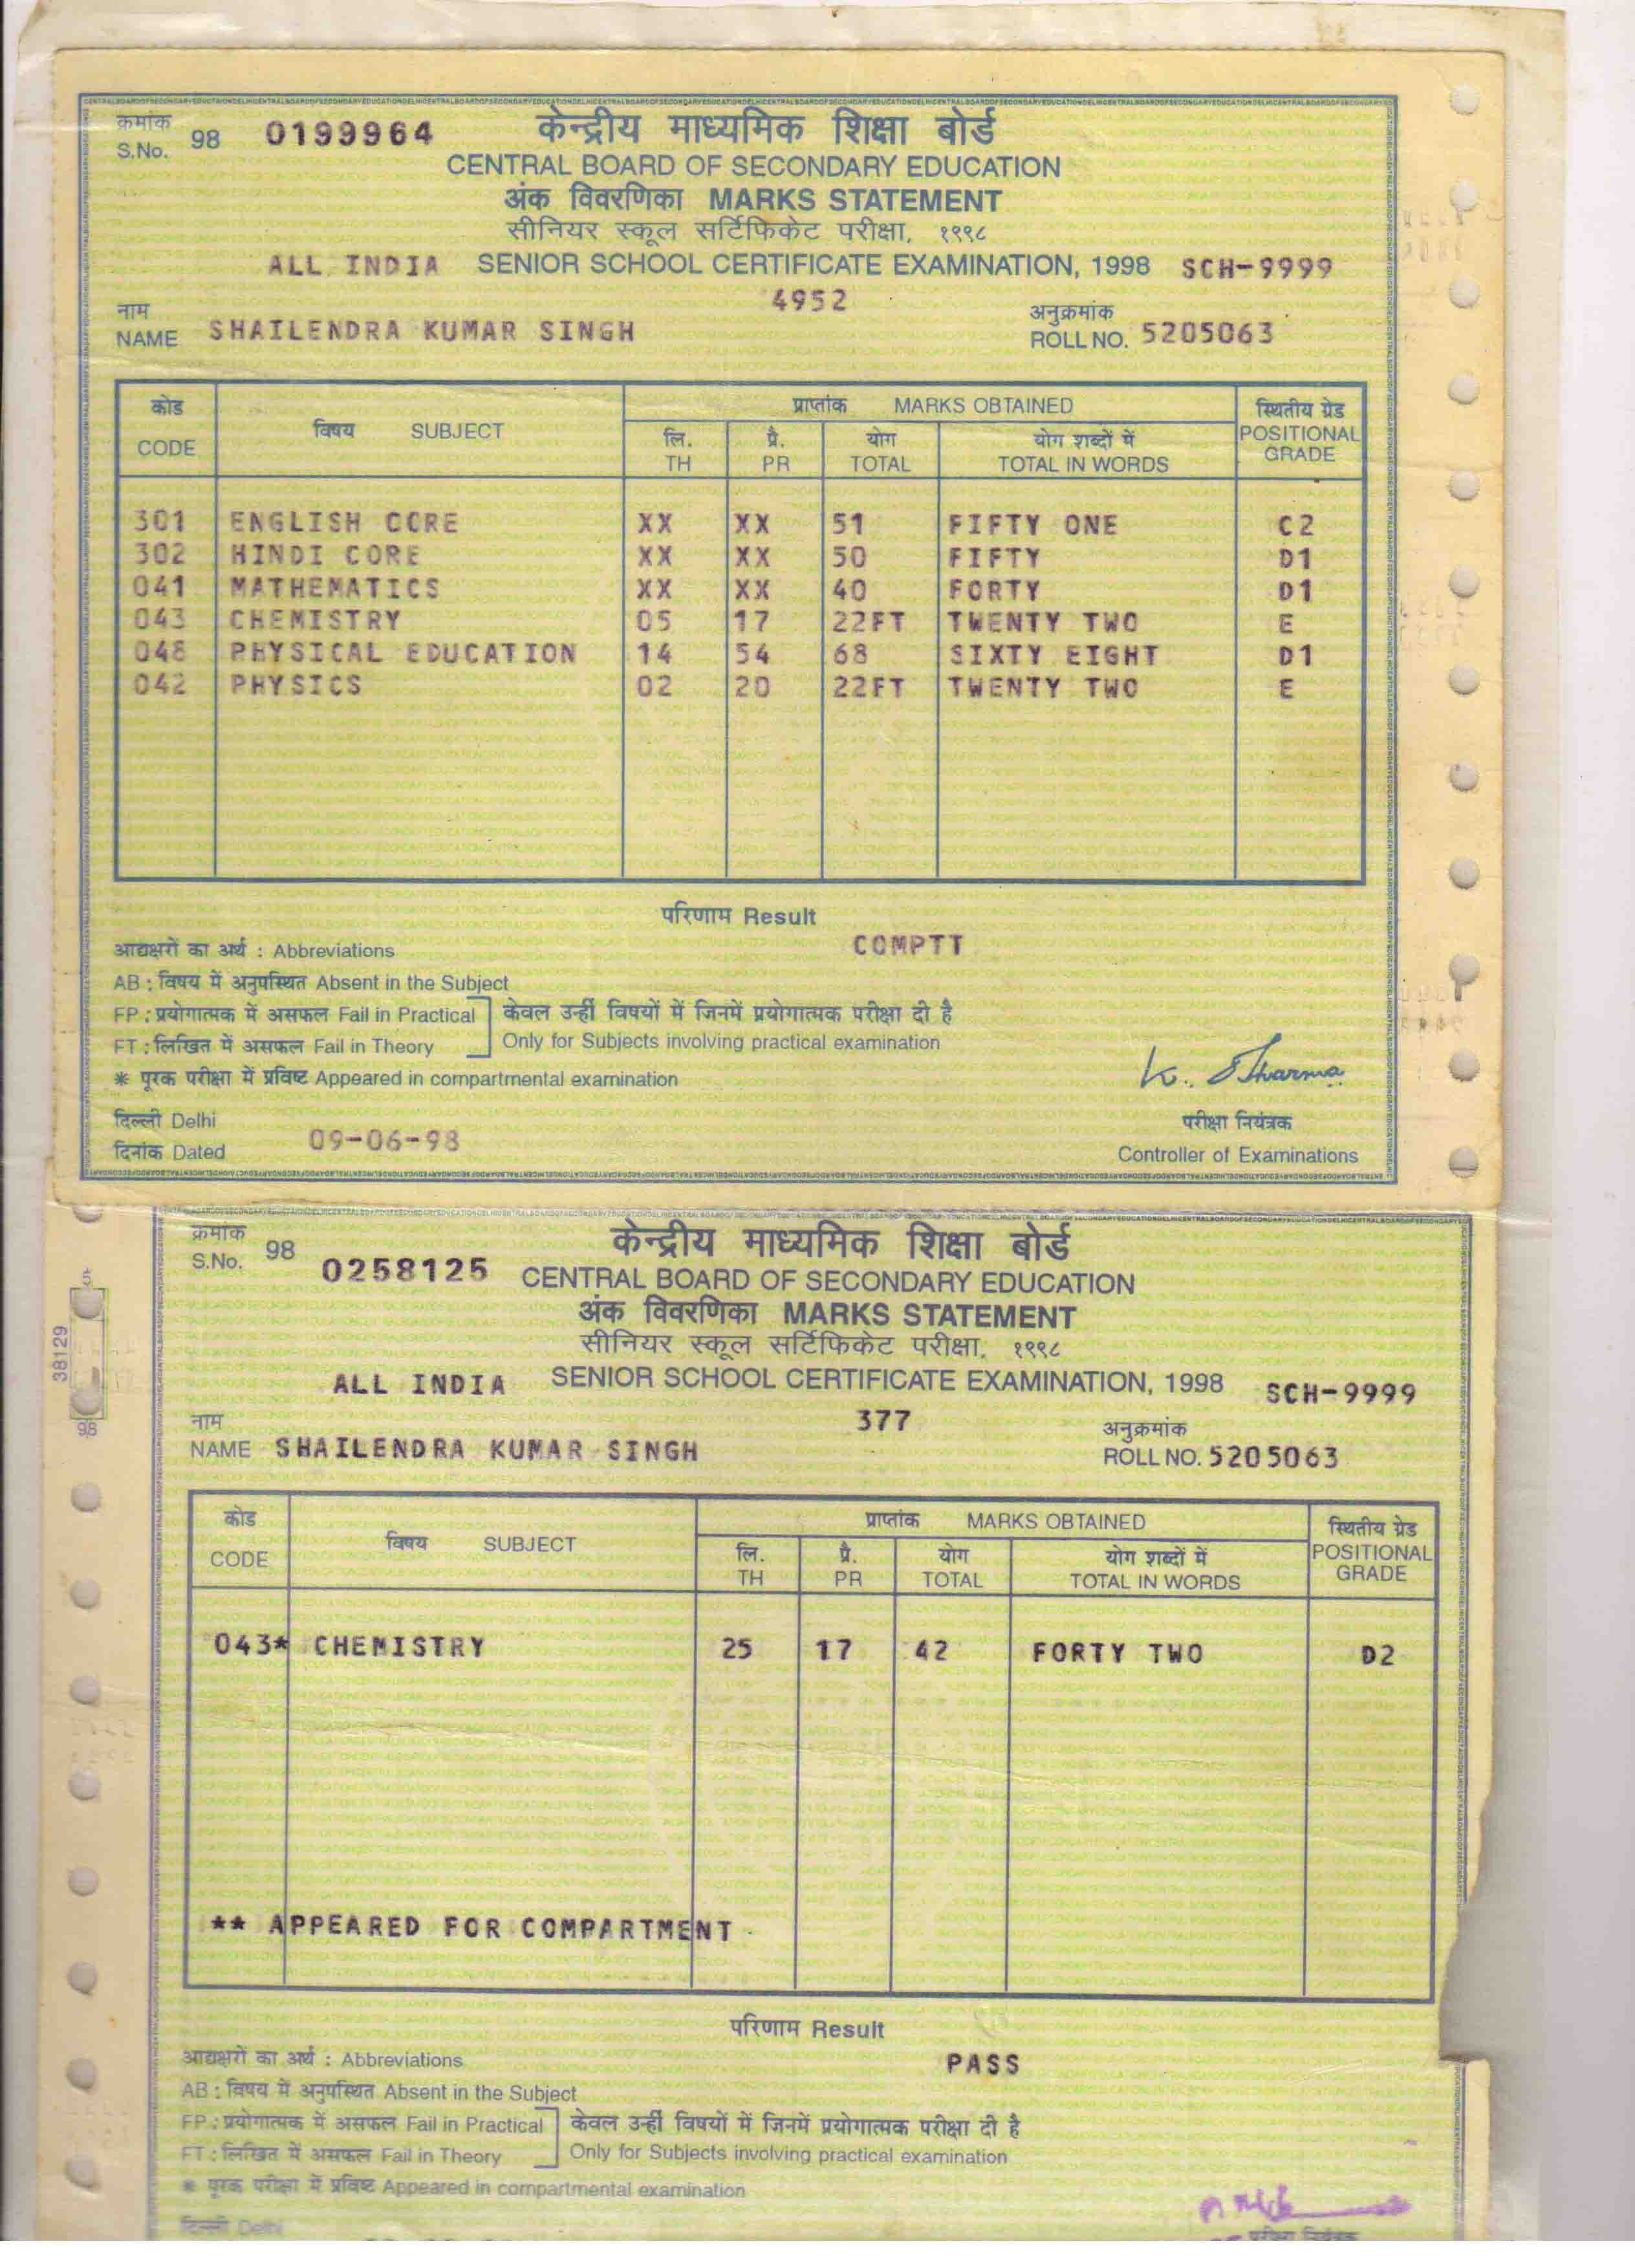 क्रमांक
S.No. 98 0199964
केन्द्रीय माध्यमिक शिक्षा बोर्ड
CENTRAL BOARD OF SECONDARY EDUCATION
अंक विवरणिका MARKS STATEMENT
सीनियर स्कूल सर्टिफिकेट परीक्षा, १९९८
ALL INDIA SENIOR SCHOOL CERTIFICATE EXAMINATION, 1998 SCH-9999
4952
नाम अनुक्रमांक
NAME SHAILENDRA KUMAR SINGH ROLL NO. 5205063
कोड विषय SUBJECT प्राप्तांक MARKS OBTAINED स्थितीय ग्रेड
CODE लि. प्रै. योग योग शब्दों में POSITIONAL
TH PR TOTAL TOTAL IN WORDS GRADE
301 ENGLISH CORE XX XX 51 FIFTY ONE C2
302 HINDI CORE XX XX 50 FIFTY D1
041 MATHEMATICS XX XX 40 FORTY D1
043 CHEMISTRY 05 17 22FT TWENTY TWO E
048 PHYSICAL EDUCATION 14 54 68 SIXTY EIGHT D1
042 PHYSICS 02 20 22FT TWENTY TWO E
परिणाम Result
COMPTT
आद्यक्षरों का अर्थ : Abbreviations
AB : विषय में अनुपस्थित Absent in the Subject
FP : प्रयोगात्मक में असफल Fail in Practical केवल उन्हीं विषयों में जिनमें प्रयोगात्मक परीक्षा दी है
FT : लिखित में असफल Fail in Theory Only for Subjects involving practical examination
* पूरक परीक्षा में प्रविष्ट Appeared in compartmental examination
K. Sharma
दिल्ली Delhi परीक्षा नियंत्रक
दिनांक Dated 09-06-98 Controller of Examinations
क्रमांक
S.No. 98 0258125
केन्द्रीय माध्यमिक शिक्षा बोर्ड
CENTRAL BOARD OF SECONDARY EDUCATION
अंक विवरणिका MARKS STATEMENT
सीनियर स्कूल सर्टिफिकेट परीक्षा, १९९८
ALL INDIA SENIOR SCHOOL CERTIFICATE EXAMINATION, 1998 SCH-9999
38129
98
377
नाम अनुक्रमांक
NAME SHAILENDRA KUMAR SINGH ROLL NO. 5205063
कोड विषय SUBJECT प्राप्तांक MARKS OBTAINED स्थितीय ग्रेड
CODE लि. प्रै. योग योग शब्दों में POSITIONAL
TH PR TOTAL TOTAL IN WORDS GRADE
043* CHEMISTRY 25 17 42 FORTY TWO D2
** APPEARED FOR COMPARTMENT
परिणाम Result
PASS
आद्यक्षरों का अर्थ : Abbreviations
AB : विषय में अनुपस्थित Absent in the Subject
FP : प्रयोगात्मक में असफल Fail in Practical केवल उन्हीं विषयों में जिनमें प्रयोगात्मक परीक्षा दी है
FT : लिखित में असफल Fail in Theory Only for Subjects involving practical examination
* पूरक परीक्षा में प्रविष्ट Appeared in compartmental examination
दिल्ली Delhi परीक्षा नियंत्रक